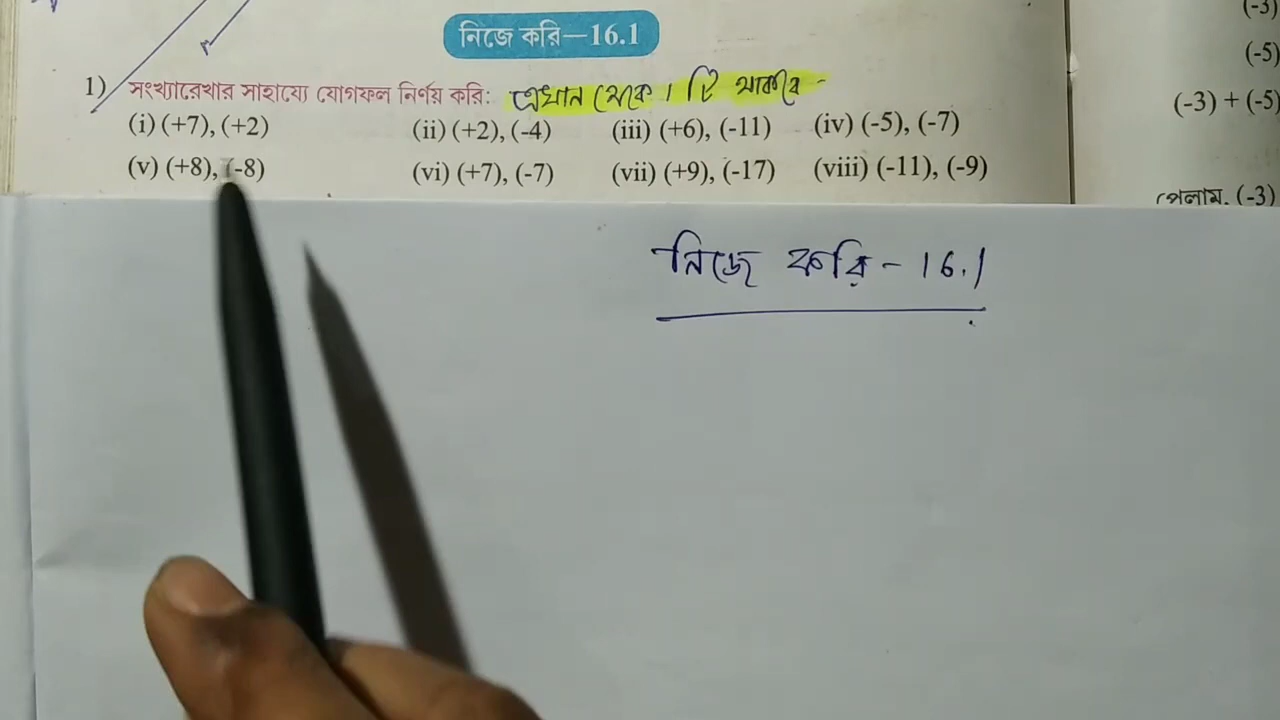 নিজে করি—16.1
1) সংখ্যারেখার সাহায্যে যোগফল নির্ণয় করি: এখান থেকে 1 টি থাকবে -
(i) (+7), (+2) (ii) (+2), (-4) (iii) (+6), (-11) (iv) (-5), (-7)
(v) (+8), (-8) (vi) (+7), (-7) (vii) (+9), (-17) (viii) (-11), (-9)
নিজে করি - 16.1
(-3)
(-5)
(-3) + (-5)
পেলাম. (-3)